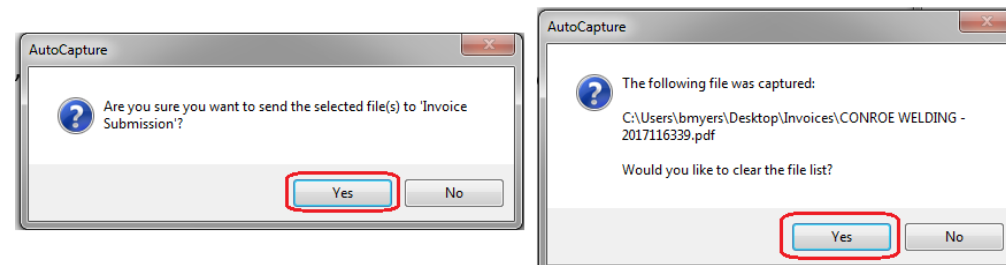 AutoCapture
Are you sure you want to send the selected file(s) to 'Invoice
Submission'?
Yes
No
AutoCapture
The following file was captured:
C:\Users\bmyers\Desktop\Invoices\CONROE WELDING -
2017116339.pdf
Would you like to clear the file list?
Yes
No